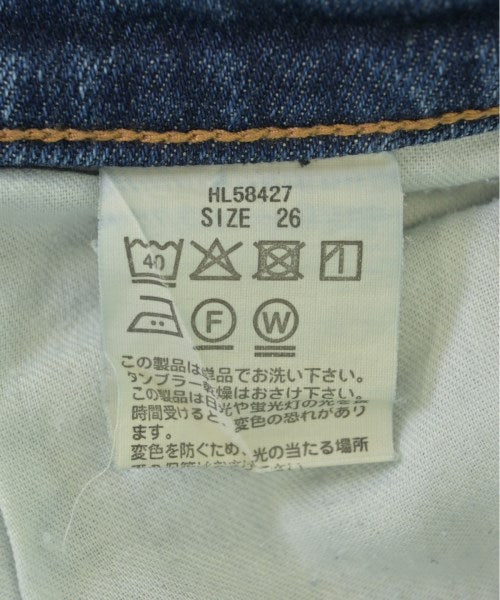 HL58427
SIZE 26
40
F W
この製品は単品でお洗い下さい。
タンブラー乾燥はおさけ下さい。
この製品は日光や蛍光灯の光を
時間受けると、変色の恐れがあり
ます。
変色を防ぐため、光の当たる場所